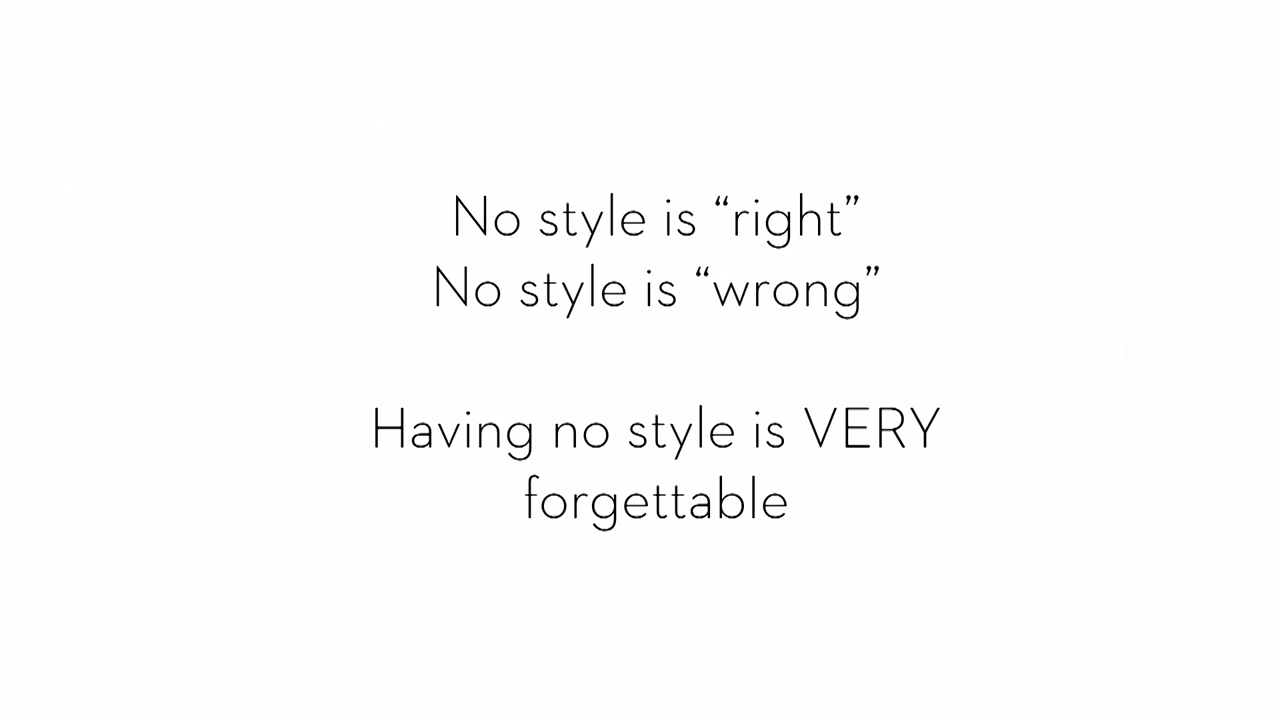 No style is “right”
No style is “wrong”
Having no style is VERY
forgettable